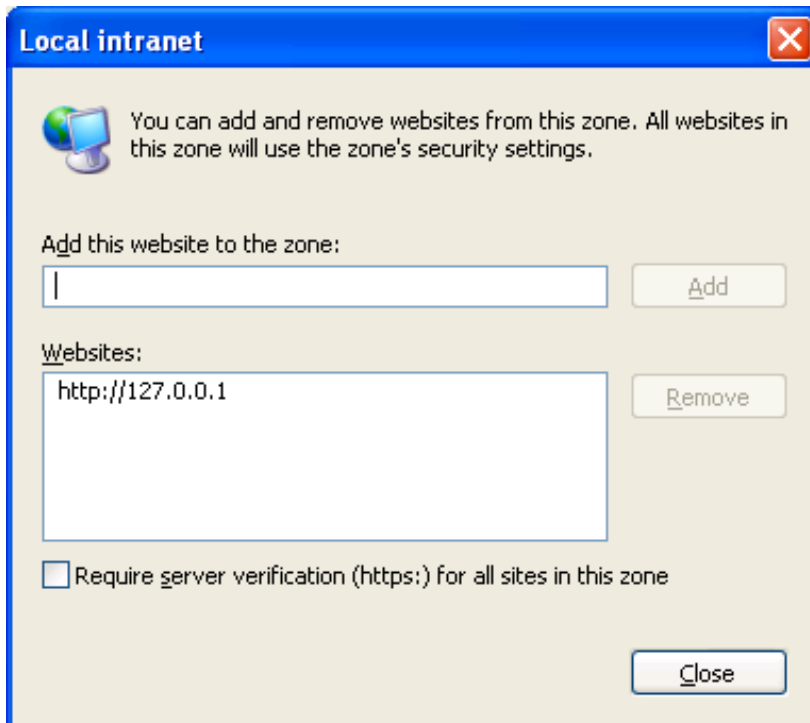 Local intranet
You can add and remove websites from this zone. All websites in
this zone will use the zone's security settings.
Add this website to the zone:
Add
Websites:
http://127.0.0.1
Remove
Require server verification (https:) for all sites in this zone
Close